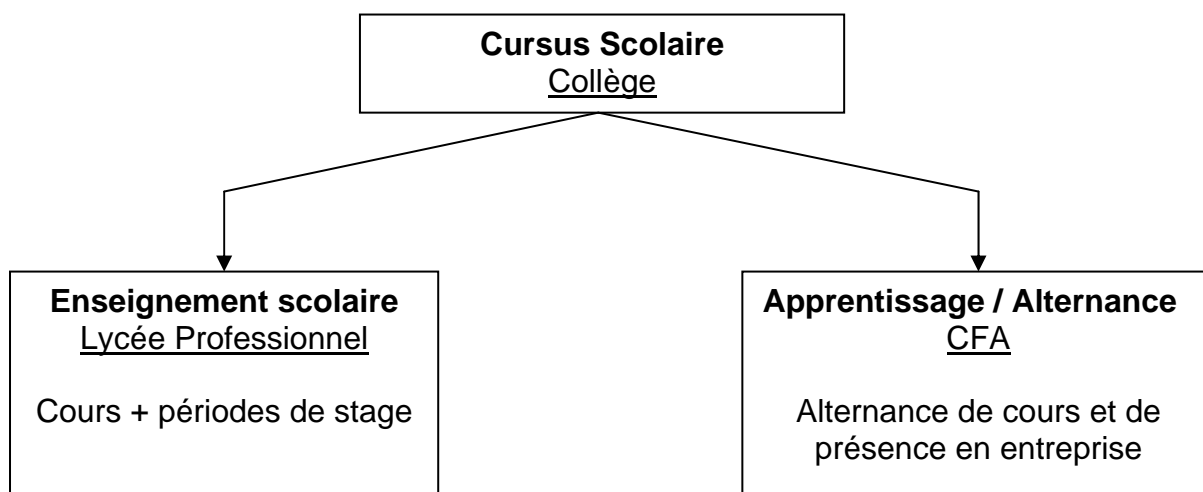 Cursus Scolaire
Collège
Enseignement scolaire
Lycée Professionnel
Cours + périodes de stage
Apprentissage / Alternance
CFA
Alternance de cours et de
présence en entreprise